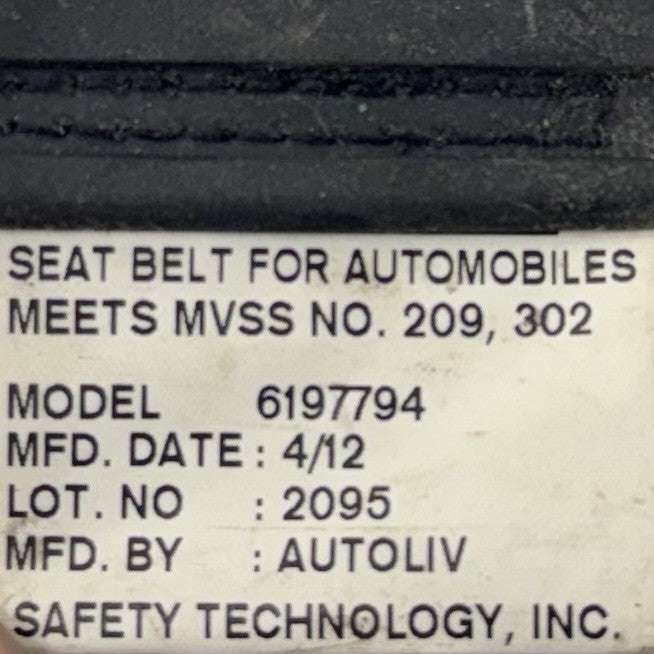 SEAT BELT FOR AUTOMOBILES
MEETS MVSS NO. 209, 302
MODEL 6197794
MFD. DATE : 4/12
LOT. NO : 2095
MFD. BY : AUTOLIV
SAFETY TECHNOLOGY, INC.